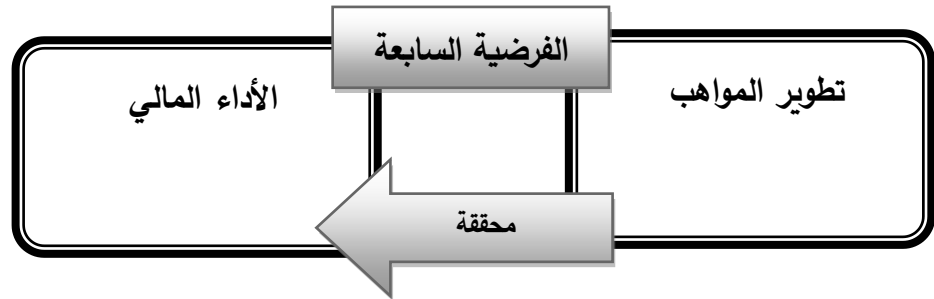 الفرضية السابعة
تطوير المواهب
الأداء المالي
محققة